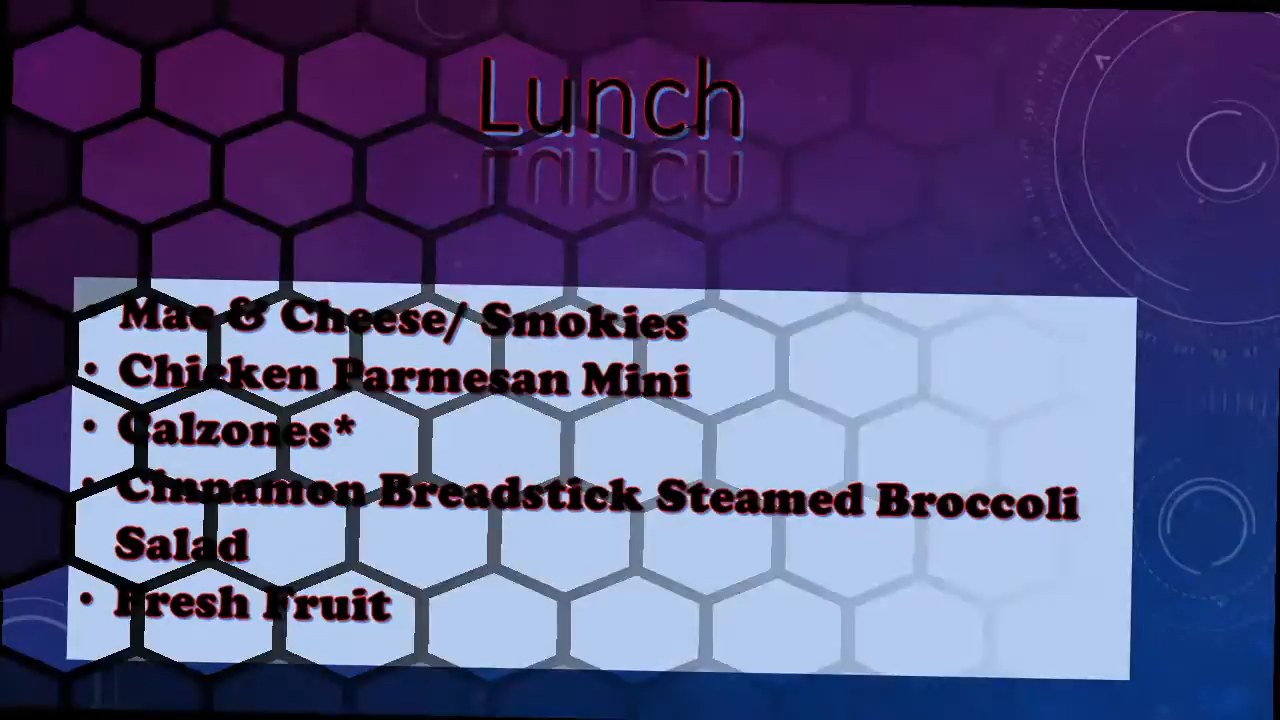 Lunch
Mac & Cheese/ Smokies
• Chicken Parmesan Mini
• Calzones*
• Cinnamon Breadstick Steamed Broccoli
Salad
• Fresh Fruit